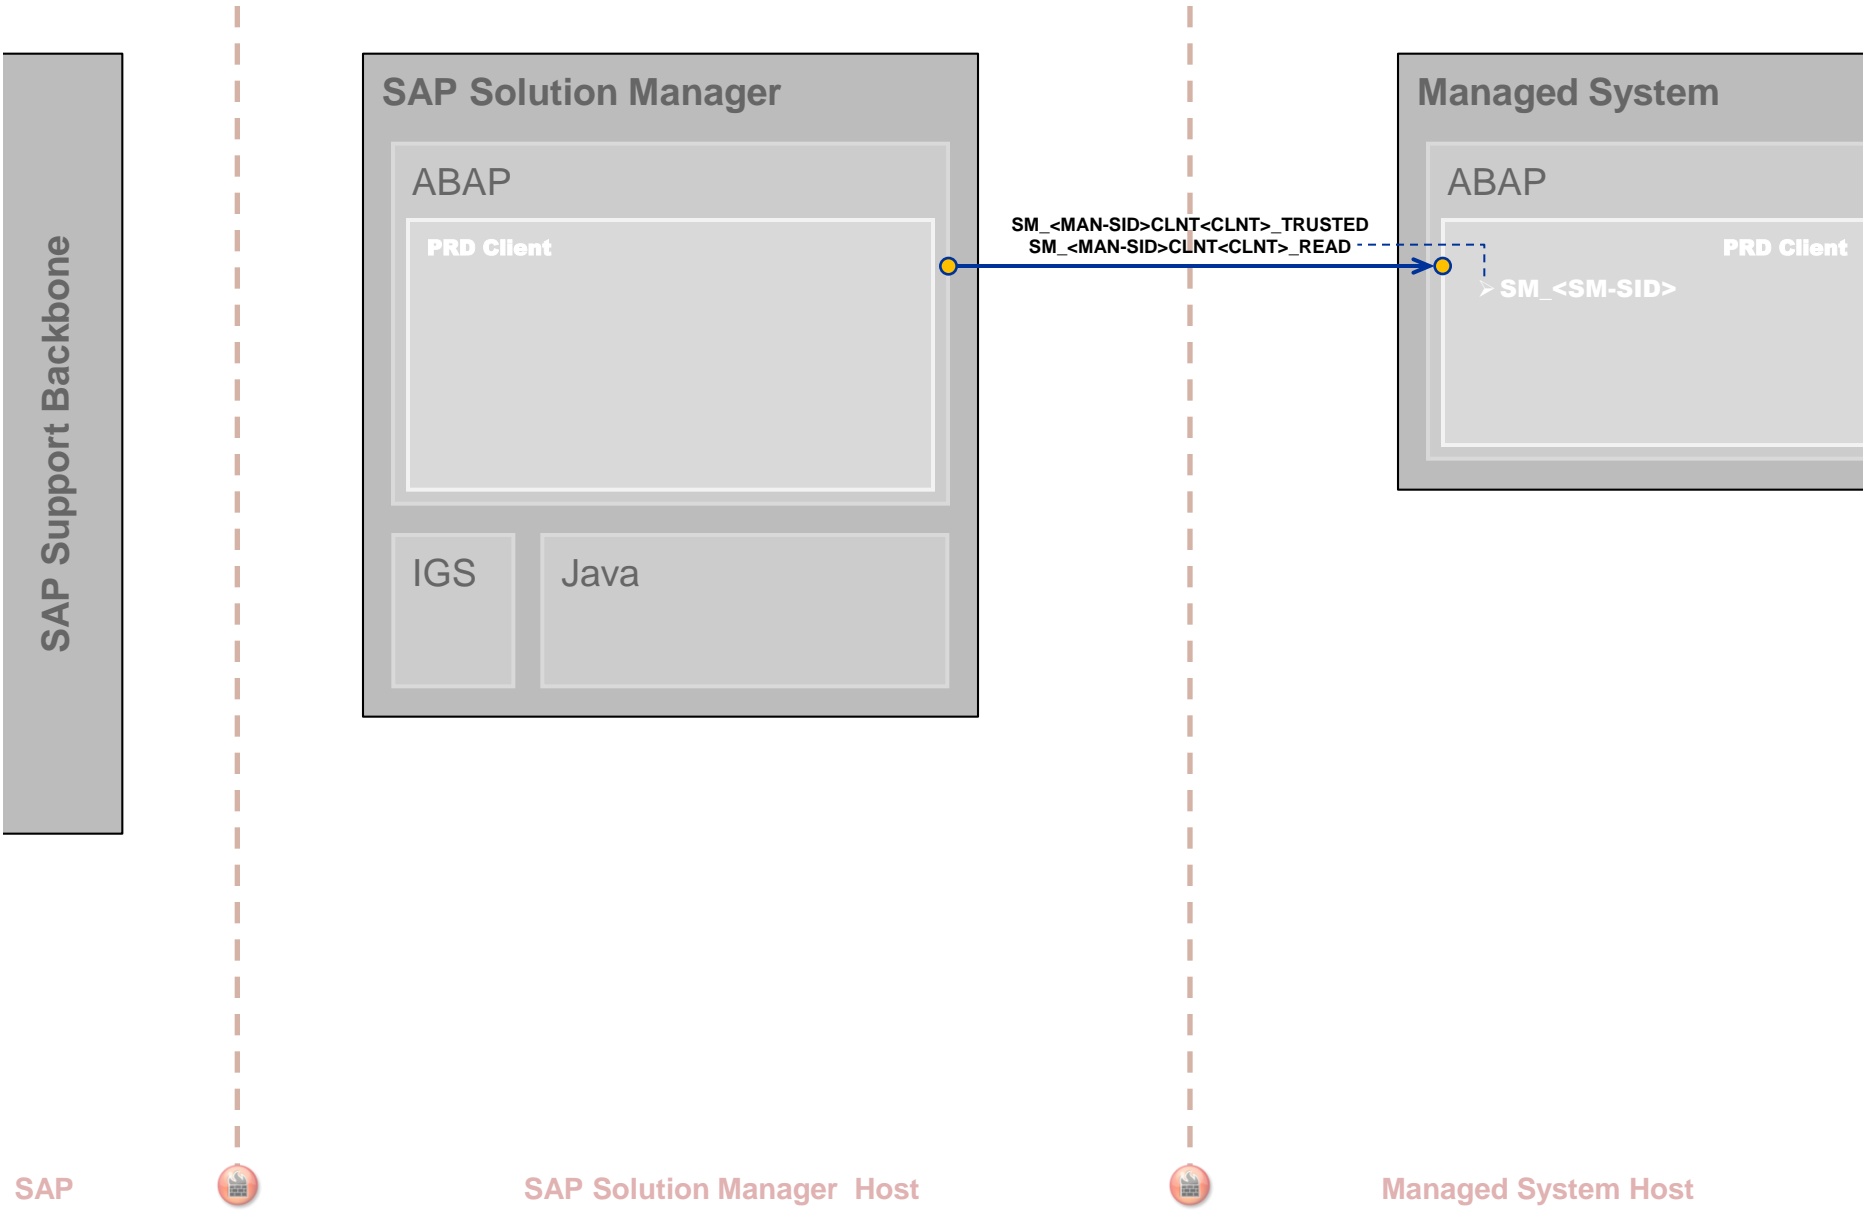 SAP Support Backbone
SAP Solution Manager
ABAP
PRD Client
IGS
Java
SM_<MAN-SID>CLNT<CLNT>_TRUSTED
SM_<MAN-SID>CLNT<CLNT>_READ
Managed System
ABAP
PRD Client
SM_<SM-SID>
SAP
SAP Solution Manager Host
Managed System Host